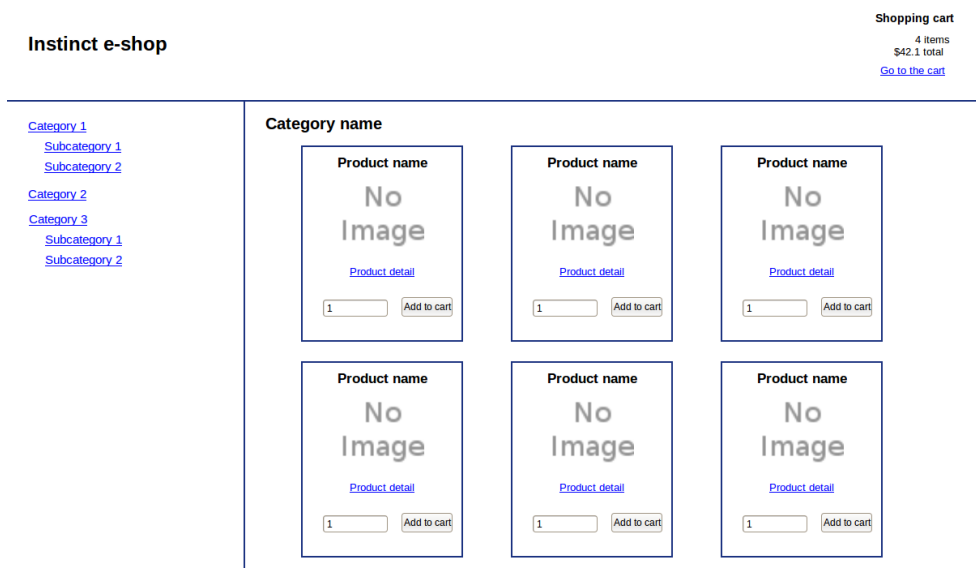 Instinct e-shop
Shopping cart
4 items
$42.1 total
Go to the cart
Category 1
Subcategory 1
Subcategory 2
Category 2
Category 3
Subcategory 1
Subcategory 2
Category name
Product name Product name Product name
No No No
Image Image Image
Product detail Product detail Product detail
1 Add to cart 1 Add to cart 1 Add to cart
Product name Product name Product name
No No No
Image Image Image
Product detail Product detail Product detail
1 Add to cart 1 Add to cart 1 Add to cart